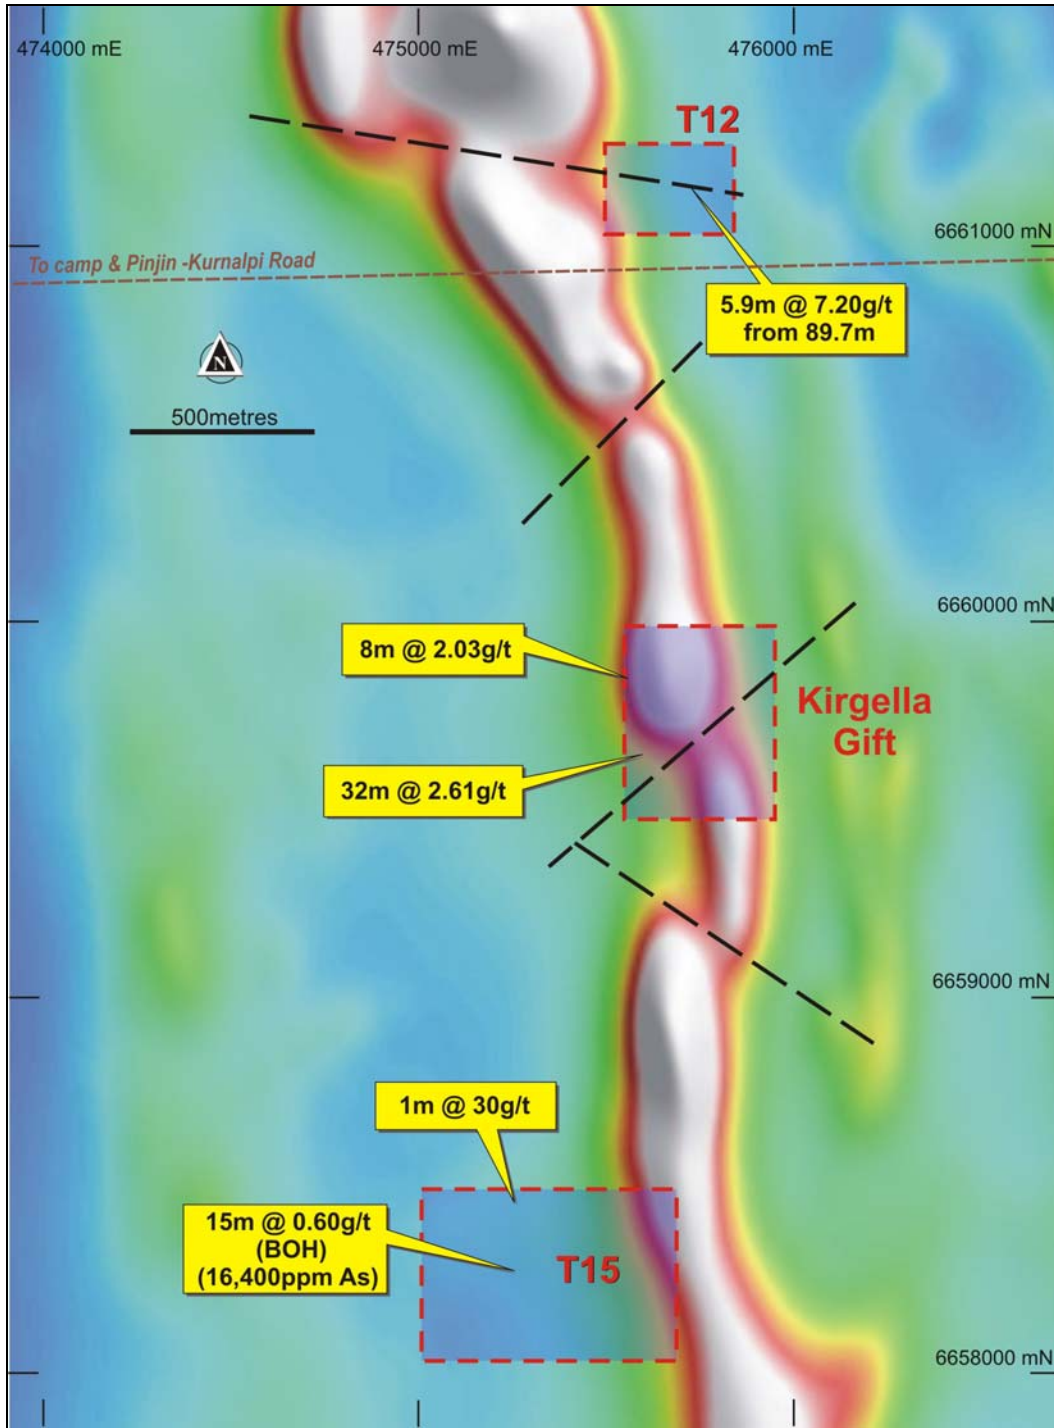 474000 mE
475000 mE
476000 mE
T12
6661000 mN
To camp & Pinjin -Kurnalpi Road
5.9m @ 7.20g/t
from 89.7m
N
500metres
6660000 mN
8m @ 2.03g/t
Kirgella
Gift
32m @ 2.61g/t
6659000 mN
1m @ 30g/t
15m @ 0.60g/t
(BOH)
(16,400ppm As)
T15
6658000 mN